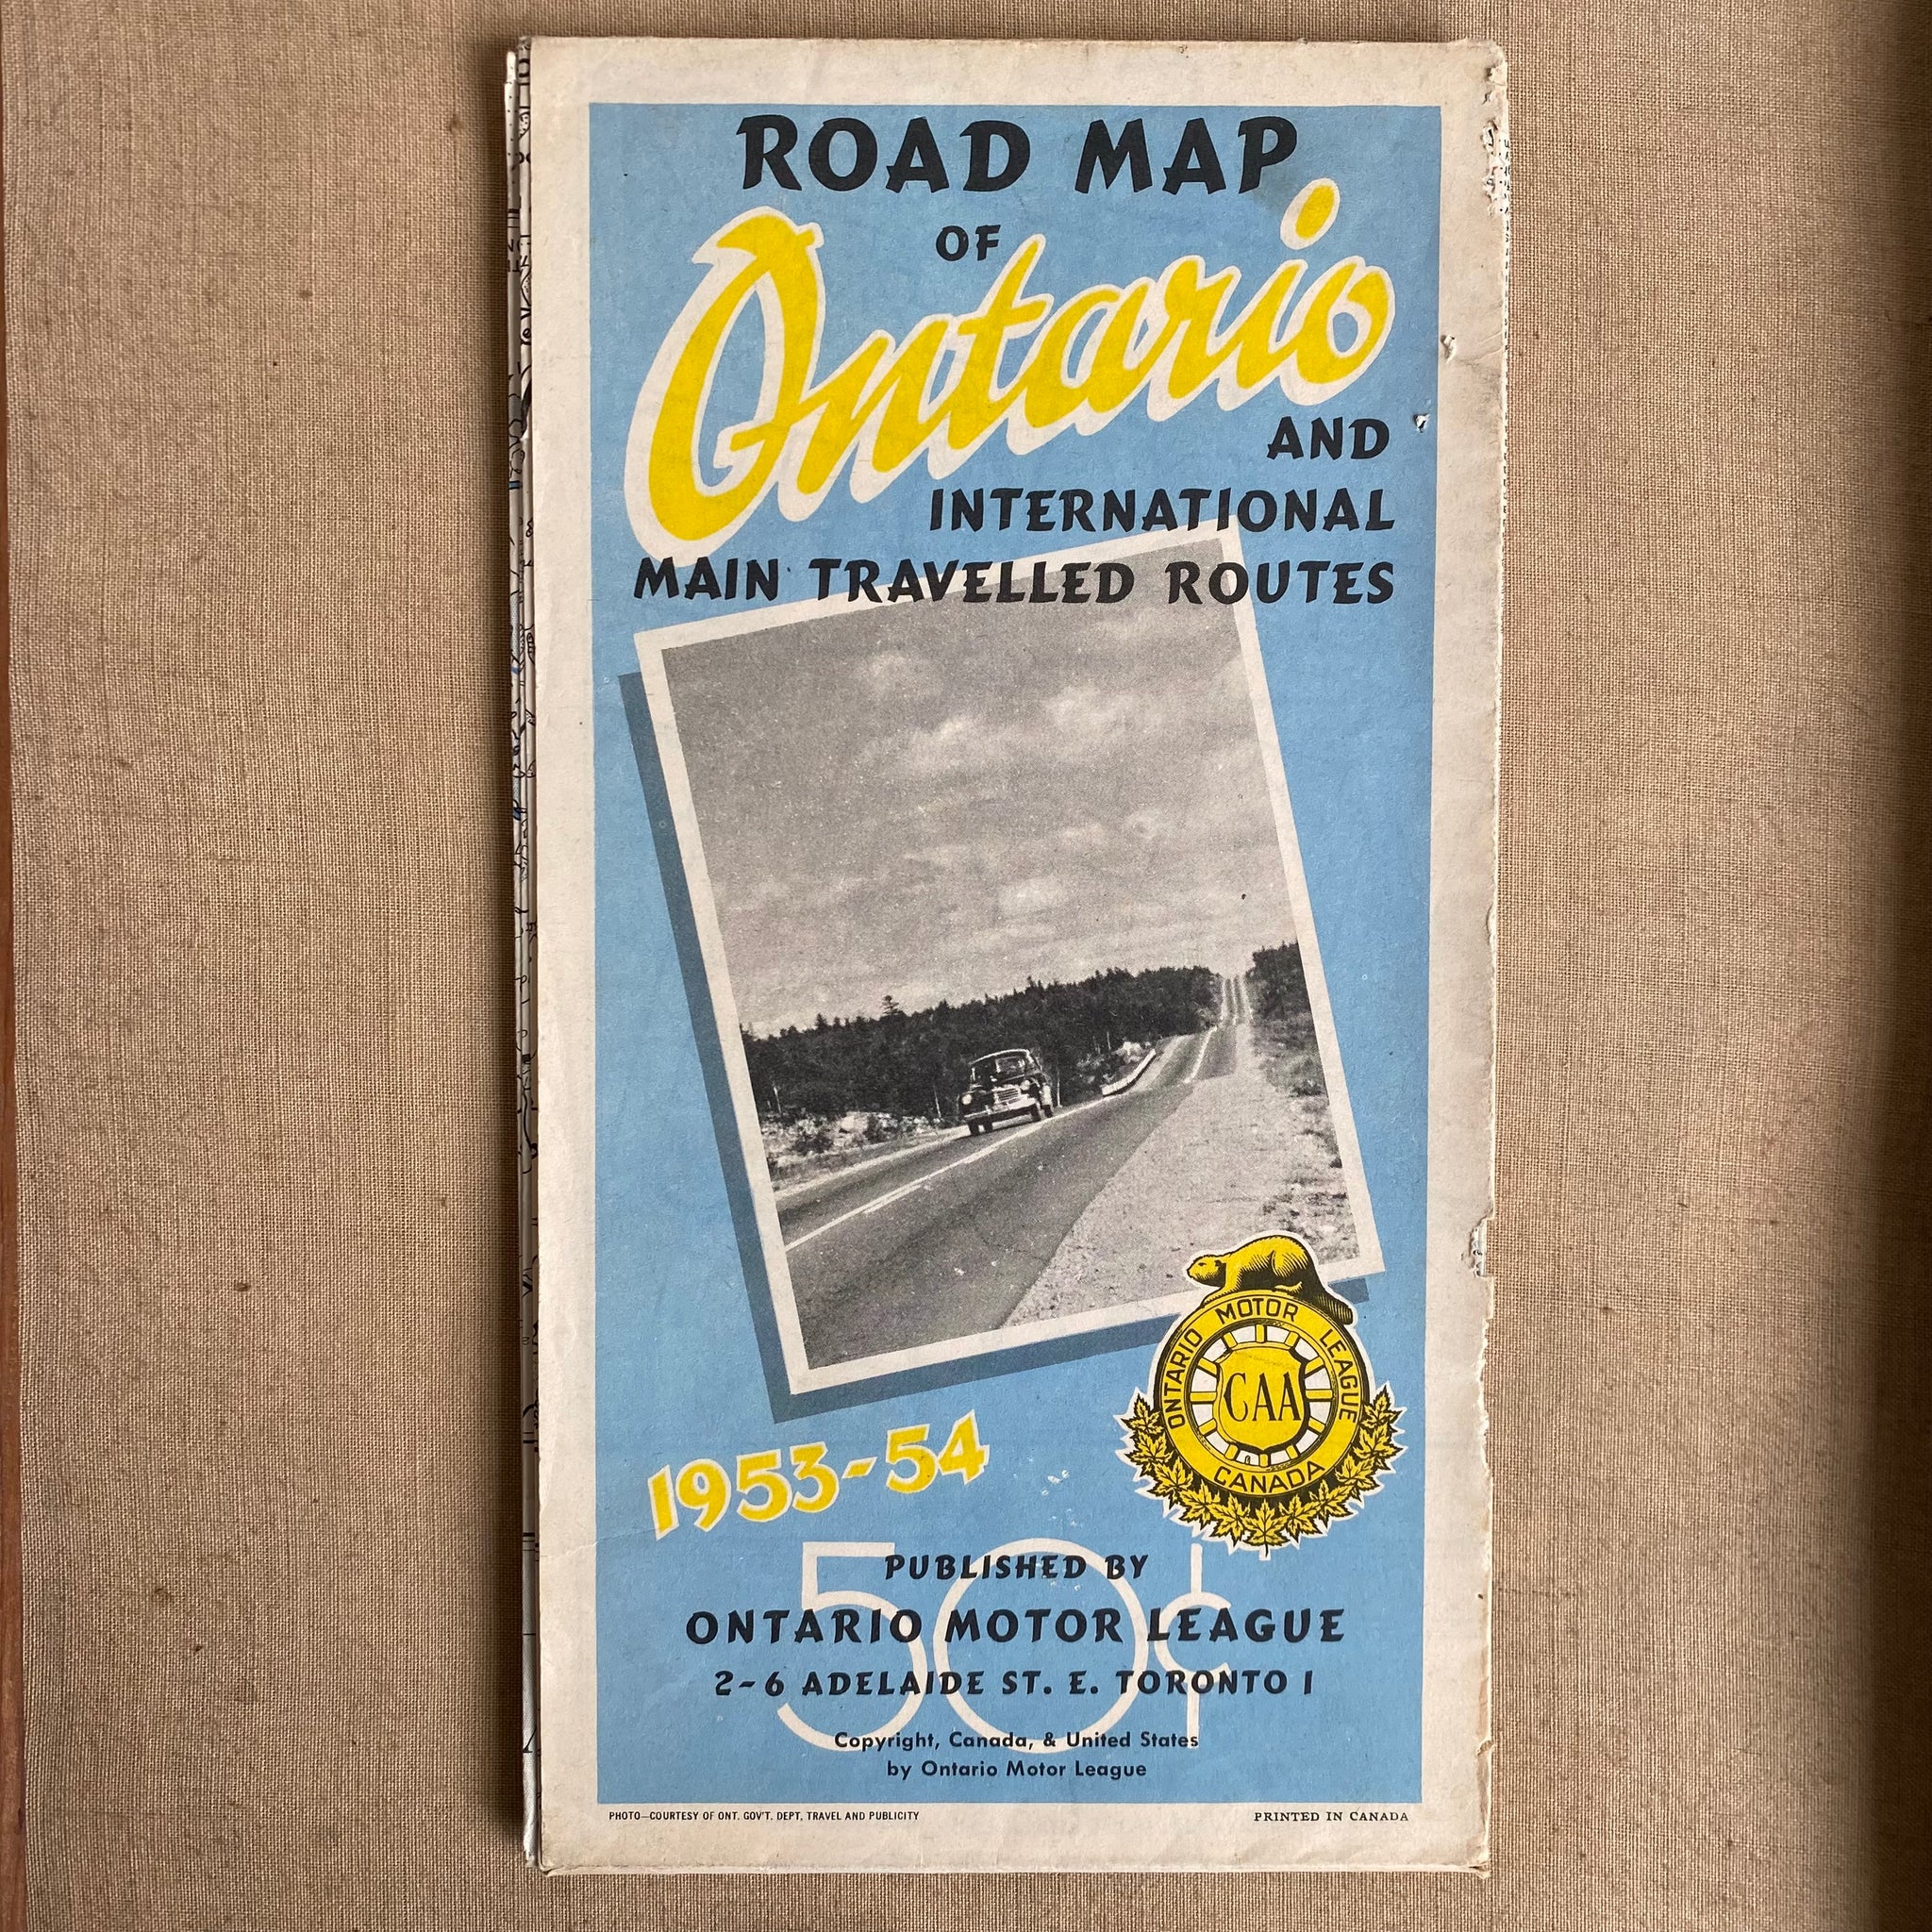 ROAD MAP
OF
Ontario
AND
INTERNATIONAL
MAIN TRAVELLED ROUTES
ONTARIO MOTOR LEAGUE
CAA
CANADA
1953-54
50¢
PUBLISHED BY
ONTARIO MOTOR LEAGUE
2-6 ADELAIDE ST. E. TORONTO 1
Copyright, Canada, & United States
by Ontario Motor League
PHOTO—COURTESY OF ONT. GOV'T. DEPT, TRAVEL AND PUBLICITY
PRINTED IN CANADA